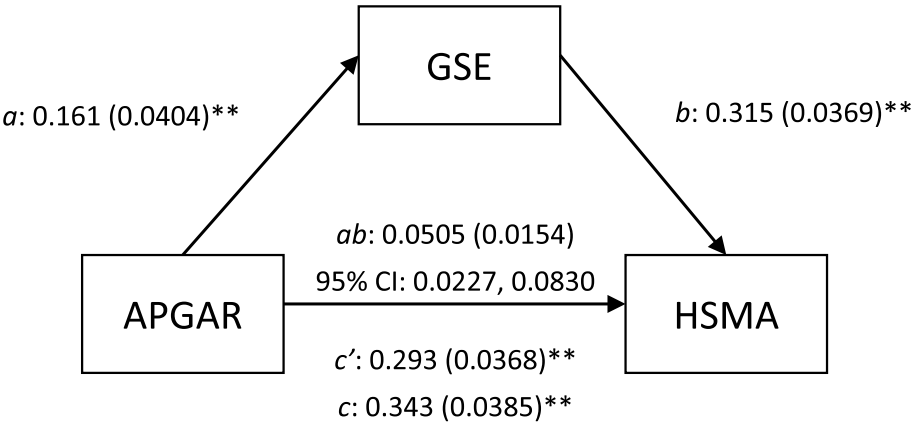 GSE
a: 0.161 (0.0404)**
b: 0.315 (0.0369)**
ab: 0.0505 (0.0154)
95% CI: 0.0227, 0.0830
APGAR
HSMA
c’: 0.293 (0.0368)**
c: 0.343 (0.0385)**